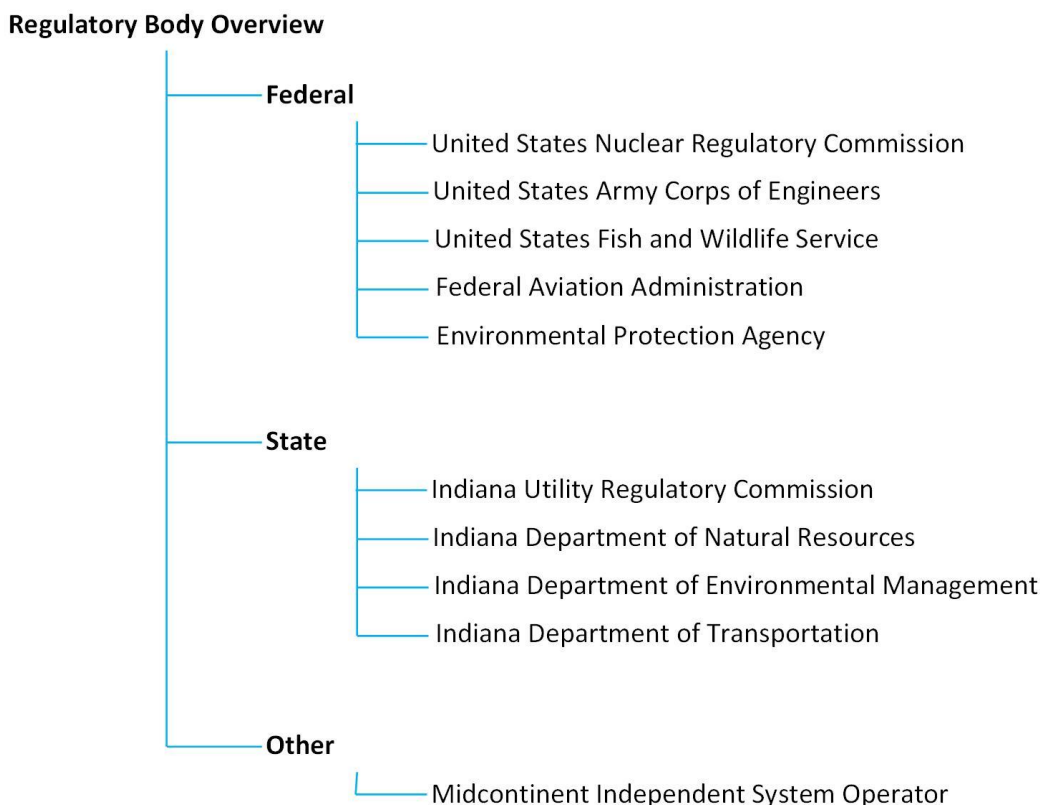 Regulatory Body Overview
Federal
United States Nuclear Regulatory Commission
United States Army Corps of Engineers
United States Fish and Wildlife Service
Federal Aviation Administration
Environmental Protection Agency
State
Indiana Utility Regulatory Commission
Indiana Department of Natural Resources
Indiana Department of Environmental Management
Indiana Department of Transportation
Other
Midcontinent Independent System Operator